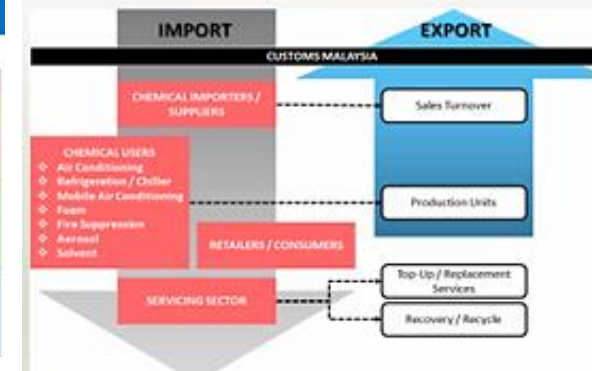 IMPORT
EXPORT
CUSTOMS MALAYSIA
CHEMICAL IMPORTERS /
SUPPLIERS
Sales Turnover
CHEMICAL USERS
❖ Air Conditioning
❖ Refrigeration / Chiller
❖ Mobile Air Conditioning
❖ Foam
❖ Fire Suppression
❖ Aerosol
❖ Solvent
Production Units
RETAILERS / CONSUMERS
SERVICING SECTOR
Top-Up / Replacement
Services
Recovery / Recycle